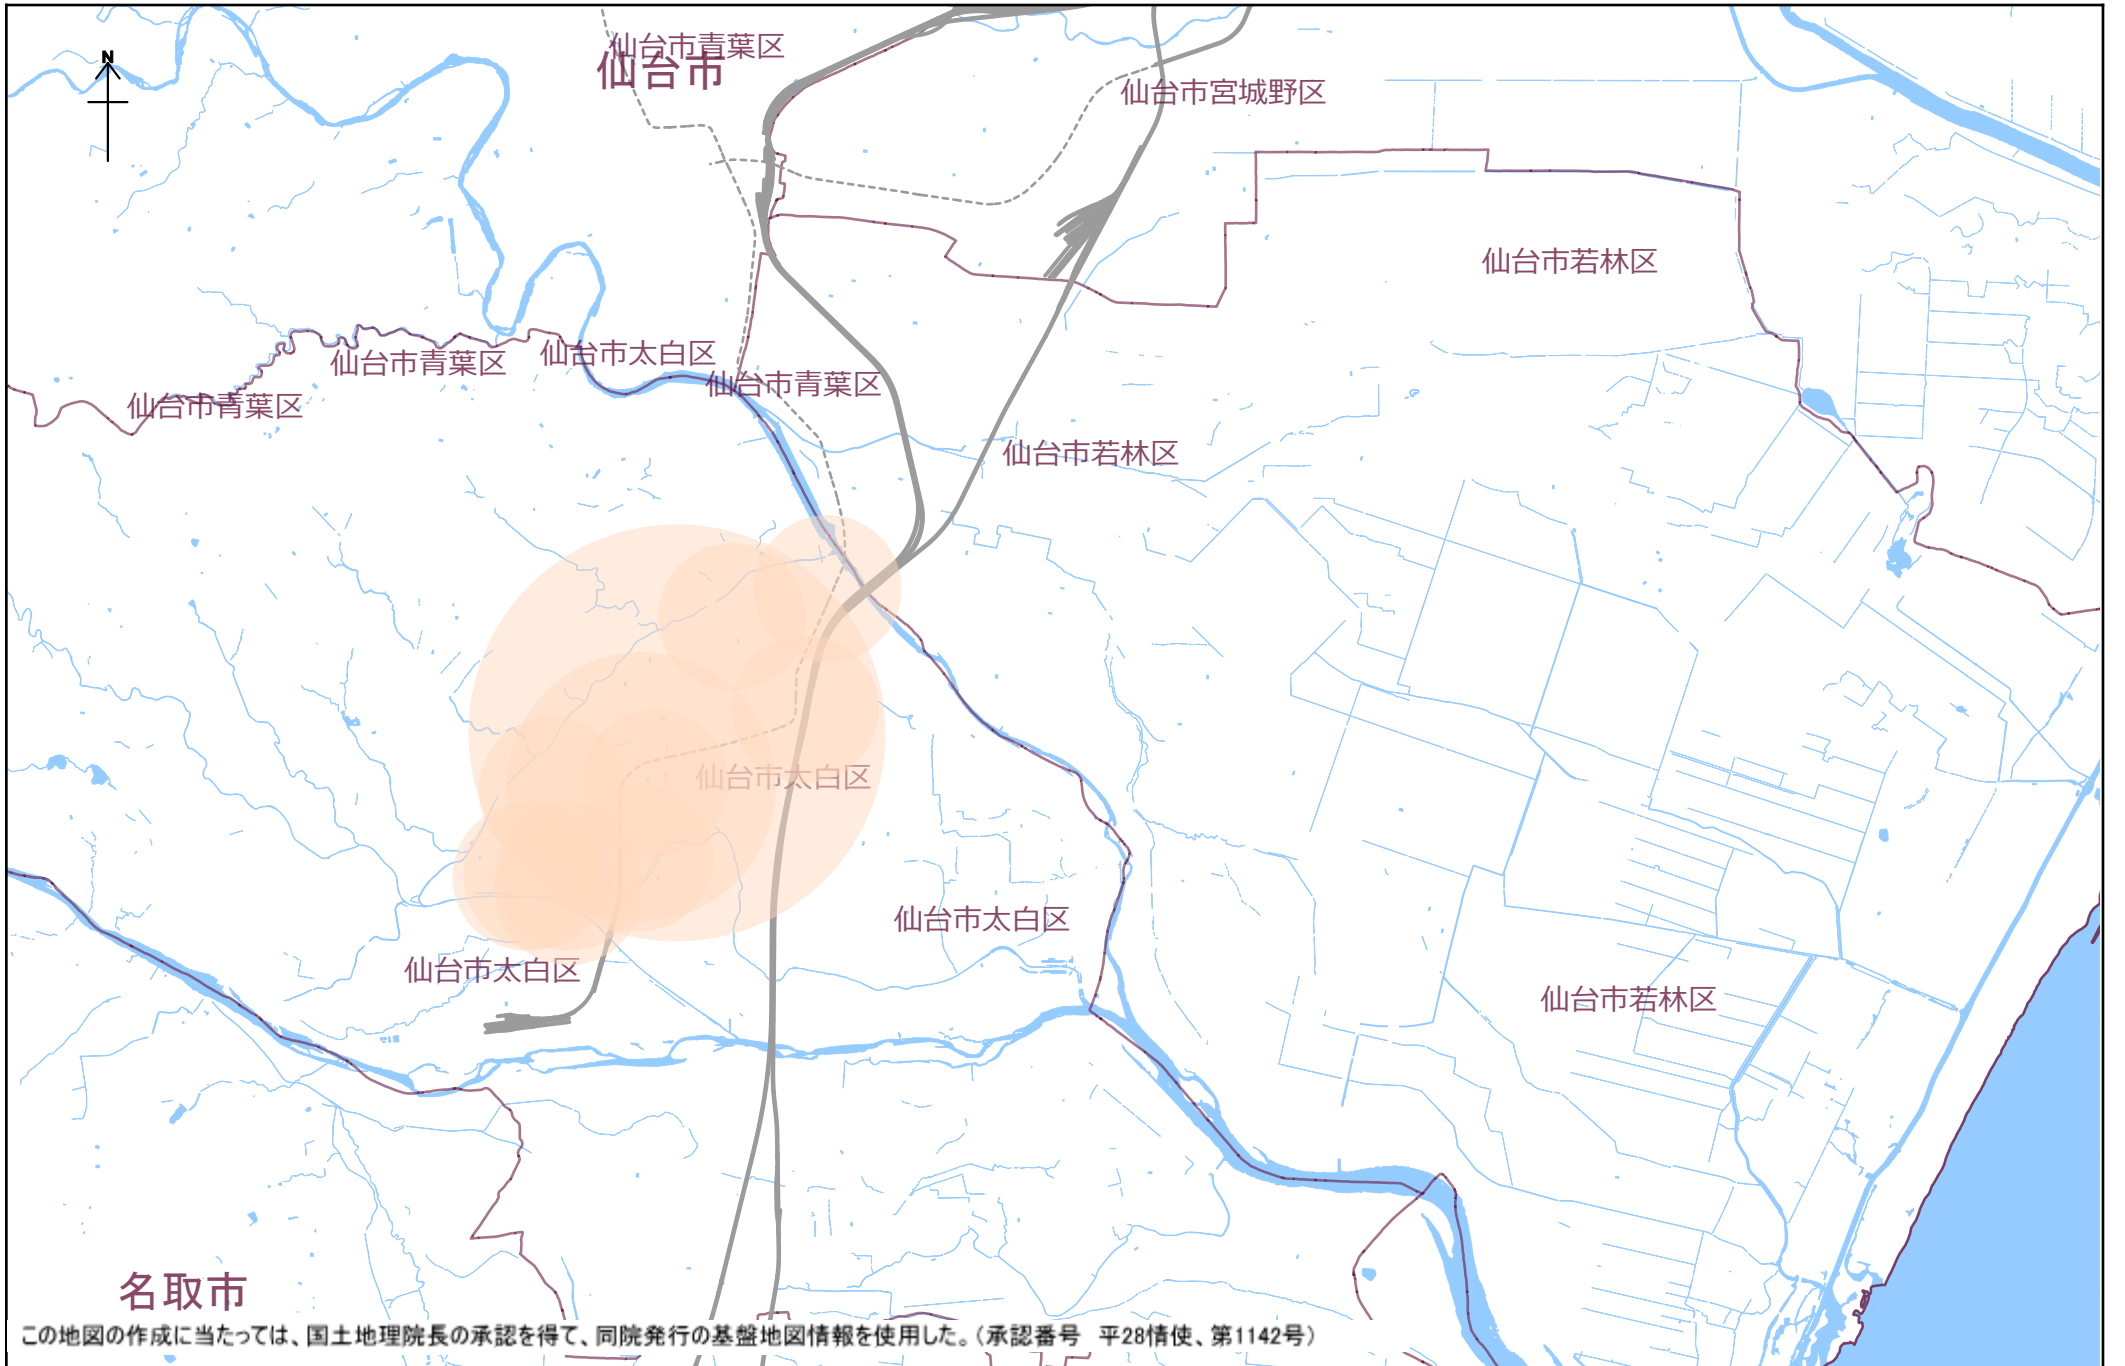 仙台市青葉区
仙台市
N
仙台市宮城野区
仙台市若林区
仙台市青葉区
仙台市太白区
仙台市青葉区
仙台市青葉区
仙台市若林区
仙台市太白区
仙台市太白区
仙台市太白区
仙台市若林区
名取市
この地図の作成に当たっては、国土地理院長の承認を得て、同院発行の基盤地図情報を使用した。（承認番号 平28情使、第1142号）